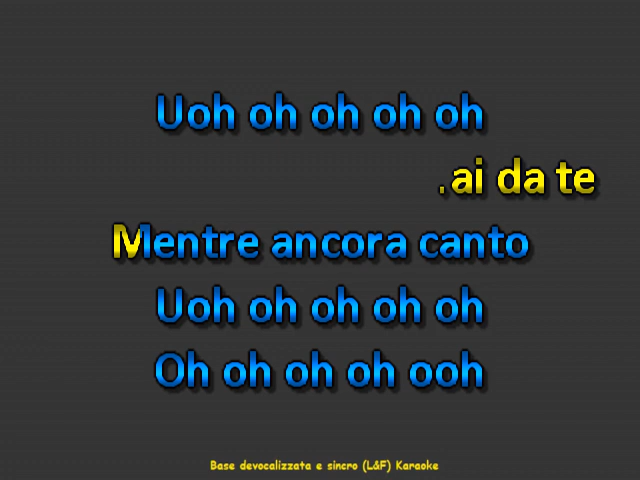 Uoh oh oh oh oh
.ai da te
Mentre ancora canto
Uoh oh oh oh oh
Oh oh oh oh ooh
Base devocalizzata e sincro (L&F) Karaoke